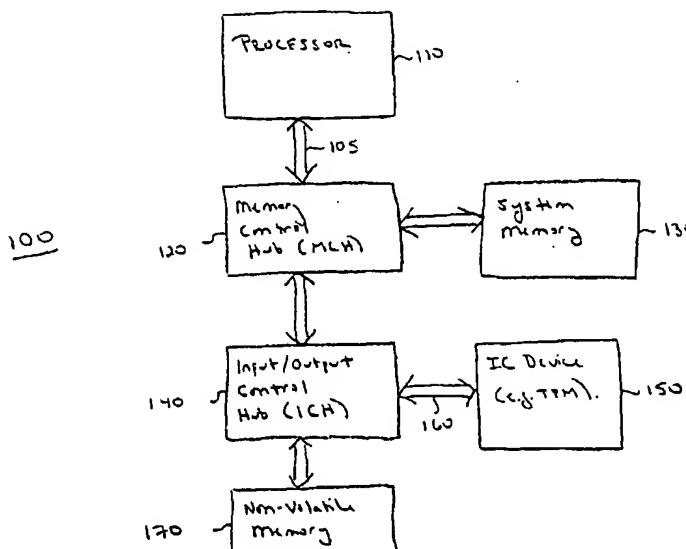 PROCESSOR
110
105
100
120
Memory
Control
Hub (MCH)
System
Memory
130
140
Input/Output
Control
Hub (ICH)
160
IC Device
(e.g. TPM).
150
170
Non-Volatile
Memory